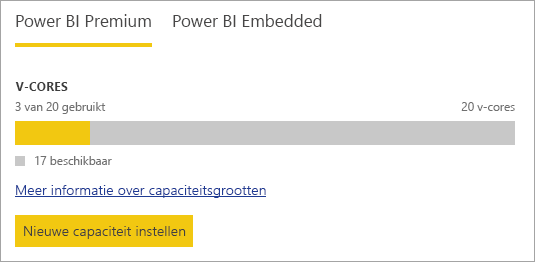 Power BI Premium Power BI Embedded
V-CORES
3 van 20 gebruikt 20 v-cores
17 beschikbaar
Meer informatie over capaciteitsgrootten
Nieuwe capaciteit instellen